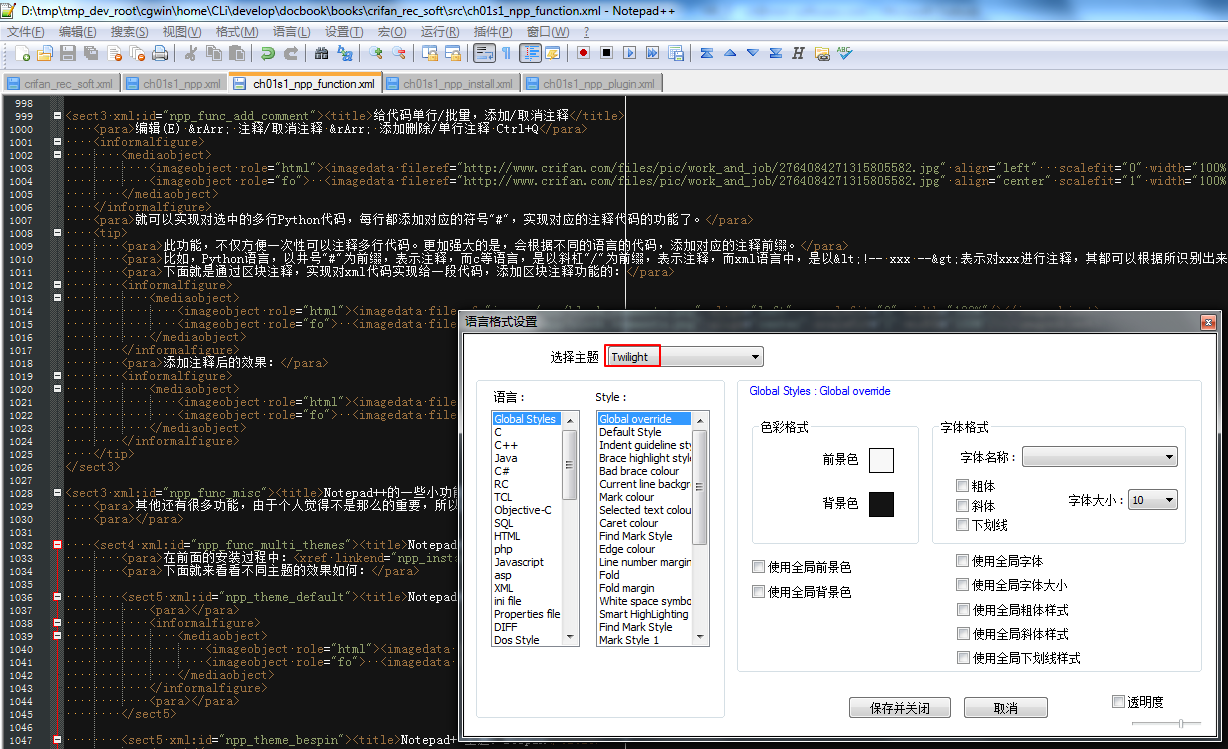 D:\tmp\tmp_dev_root\cgwin\home\CLi\develop\docbook\books\crifan_rec_soft\src\ch01s1_npp_function.xml - Notepad++
文件(F) 编辑(E) 搜索(S) 视图(V) 格式(M) 语言(L) 设置(T) 宏(O) 运行(R) 插件(P) 窗口(W) ?
crifan_rec_soft.xml ch01s1_npp.xml ch01s1_npp_function.xml ch01s1_npp_install.xml ch01s1_npp_plugin.xml
998
999 <sect3 xml:id="npp_func_add_comment"><title>给代码单行/批量，添加/取消注释</title>
1000 <para>编辑(E) &rArr; 注释/取消注释 &rArr; 添加删除/单行注释 Ctrl+Q</para>
1001 <informalfigure>
1002 <mediaobject>
1003 <imageobject role="html"><imagedata fileref="http://www.crifan.com/files/pic/work_and_job/2764084271315805582.jpg" align="left" scalefit="0" width="100%
1004 <imageobject role="fo"> <imagedata fileref="http://www.crifan.com/files/pic/work_and_job/2764084271315805582.jpg" align="center" scalefit="1" width="100%
1005 </mediaobject>
1006 </informalfigure>
1007 <para>就可以实现对选中的多行Python代码，每行都添加对应的符号"#"，实现对应的注释代码的功能了。</para>
1008 <tip>
1009 <para>此功能，不仅方便一次性可以注释多行代码。更加强大的是，会根据不同的语言的代码，添加对应的注释前缀。</para>
1010 <para>比如，Python语言，以井号"#"为前缀，表示注释，而c等语言，是以斜杠"/"为前缀，表示注释，而xml语言中，是以&lt;!-- xxx --&gt;表示对xxx进行注释，其都可以根据所识别出来
1011 <para>下面就是通过区块注释，实现对xml代码实现给一段代码，添加区块注释功能的：</para>
1012 <informalfigure>
1013 <mediaobject>
1014 <imageobject role="html"><imagedata fil
1015 <imageobject role="fo"> <imagedata file
1016 </mediaobject>
1017 </informalfigure>
1018 <para>添加注释后的效果：</para>
1019 <informalfigure>
1020 <mediaobject>
1021 <imageobject role="html"><imagedata fil
1022 <imageobject role="fo"> <imagedata file
1023 </mediaobject>
1024 </informalfigure>
1025 </tip>
1026 </sect3>
1027
1028 <sect3 xml:id="npp_func_misc"><title>Notepad++的一些小功能
1029 <para>其他还有很多功能，由于个人觉得不是那么的重要，所以
1030 <para></para>
1031
1032 <sect4 xml:id="npp_func_multi_themes"><title>Notepad
1033 <para>在前面的安装过程中：<xref linkend="npp_insta
1034 <para>下面就来看看不同主题的效果如何：</para>
1035
1036 <sect5 xml:id="npp_theme_default"><title>Notepad
1037 <para></para>
1038 <informalfigure>
1039 <mediaobject>
1040 <imageobject role="html"><imagedata
1041 <imageobject role="fo"> <imagedata
1042 </mediaobject>
1043 </informalfigure>
1044 <para></para>
1045 </sect5>
1046
1047 <sect5 xml:id="npp_theme_bespin"><title>Notepad+
语言格式设置
选择主题 Twilight
语言：
Global Styles
C
C++
Java
C#
RC
TCL
Objective-C
SQL
HTML
php
Javascript
asp
XML
ini file
Properties file
DIFF
Dos Style
Style :
Global override
Default Style
Indent guideline sty
Brace highlight style
Bad brace colour
Current line backgr
Mark colour
Selected text colou
Caret colour
Find Mark Style
Edge colour
Line number margin
Fold
Fold margin
White space symbo
Smart HighLighting
Find Mark Style
Mark Style 1
Global Styles : Global override
色彩格式
前景色
背景色
字体格式
字体名称：
粗体
斜体
下划线
字体大小： 10
使用全局前景色
使用全局背景色
使用全局字体
使用全局字体大小
使用全局粗体样式
使用全局斜体样式
使用全局下划线样式
保存并关闭
取消
透明度